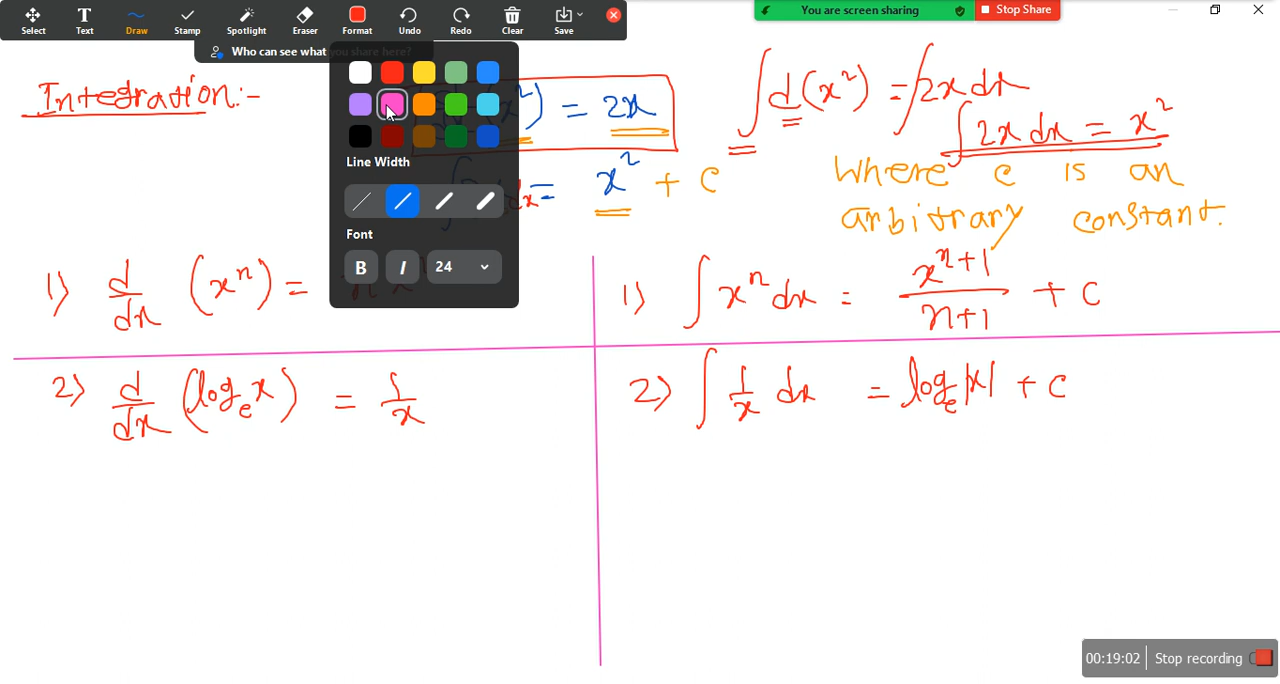 Select Text Draw Stamp Spotlight Eraser Format Undo Redo Clear Save
You are screen sharing Stop Share
Who can see what you share here?
Integration:-
x²) = 2x
∫ d(x²) = ∫ 2x dx
∫ 2x dx = x²
dx = x² + c
Where c is an
arbitrary constant.
Line Width
Font
B I 24
1) d/dx (xⁿ) =
1) ∫ xⁿ dx = xⁿ⁺¹/n+1 + c
2) d/dx (logₑx) = 1/x
2) ∫ 1/x dx = logₑ|x| + c
00:19:02 Stop recording